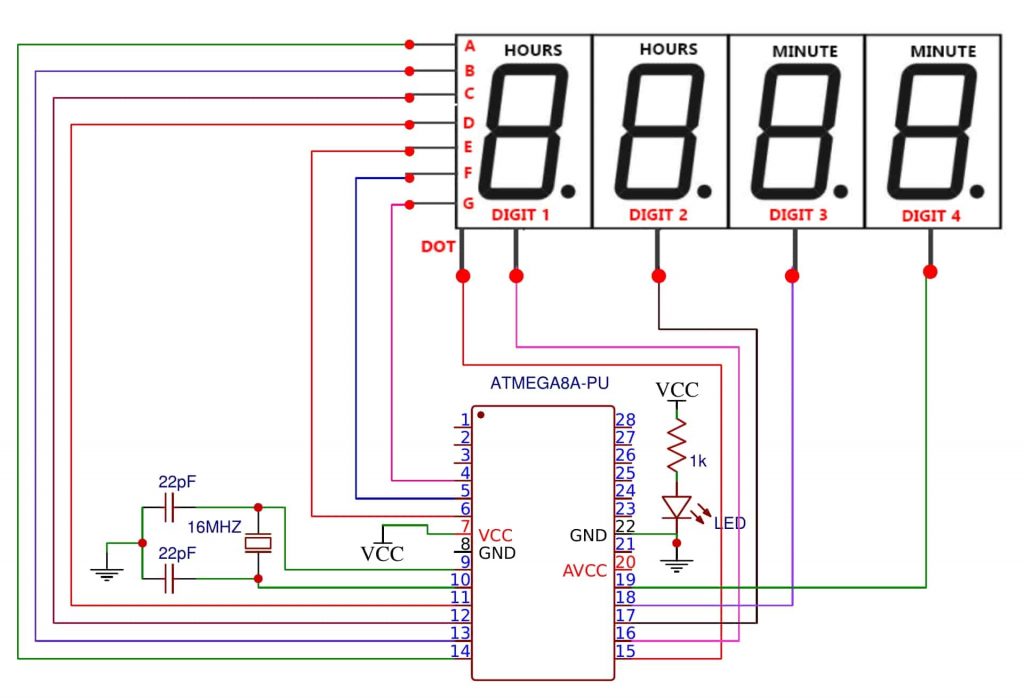 A
B
C
D
E
F
G
HOURS
HOURS
MINUTE
MINUTE
DIGIT 1
DIGIT 2
DIGIT 3
DIGIT 4
DOT
ATMEGA8A-PU
VCC
1k
LED
22pF
16MHZ
22pF
VCC
1
2
3
4
5
6
7
8
9
10
11
12
13
14
VCC
GND
GND
AVCC
28
27
26
25
24
23
22
21
20
19
18
17
16
15